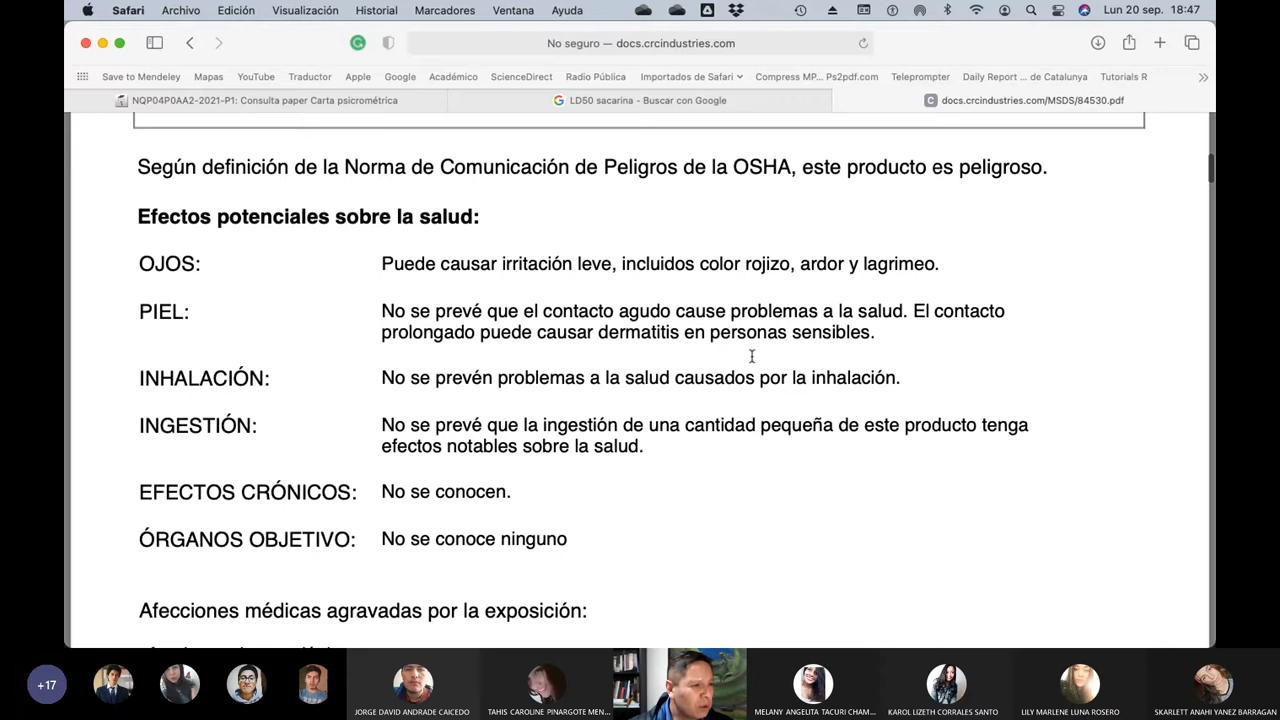 Safari Archivo Edición Visualización Historial Marcadores Ventana Ayuda Lun 20 sep. 18:47
No seguro — docs.crcindustries.com
Save to Mendeley Mapas YouTube Traductor Apple Google Académico ScienceDirect Radio Pública Importados de Safari Compress MP... Ps2pdf.com Teleprompter Daily Report ... de Catalunya Tutorials R
NQP04P0AA2-2021-P1: Consulta paper Carta psicrométrica LD50 sacarina - Buscar con Google docs.crcindustries.com/MSDS/84530.pdf
Según definición de la Norma de Comunicación de Peligros de la OSHA, este producto es peligroso.
Efectos potenciales sobre la salud:
OJOS: Puede causar irritación leve, incluidos color rojizo, ardor y lagrimeo.
PIEL: No se prevé que el contacto agudo cause problemas a la salud. El contacto
prolongado puede causar dermatitis en personas sensibles.
INHALACIÓN: No se prevén problemas a la salud causados por la inhalación.
INGESTIÓN: No se prevé que la ingestión de una cantidad pequeña de este producto tenga
efectos notables sobre la salud.
EFECTOS CRÓNICOS: No se conocen.
ÓRGANOS OBJETIVO: No se conoce ninguno
Afecciones médicas agravadas por la exposición:
+17
JORGE DAVID ANDRADE CAICEDO TAHIS CAROLINE PINARGOTE MEN... MELANY ANGELITA TACURI CHAM... KAROL LIZETH CORRALES SANTO LILY MARLENE LUNA ROSERO SKARLETT ANAHI YANEZ BARRAGAN